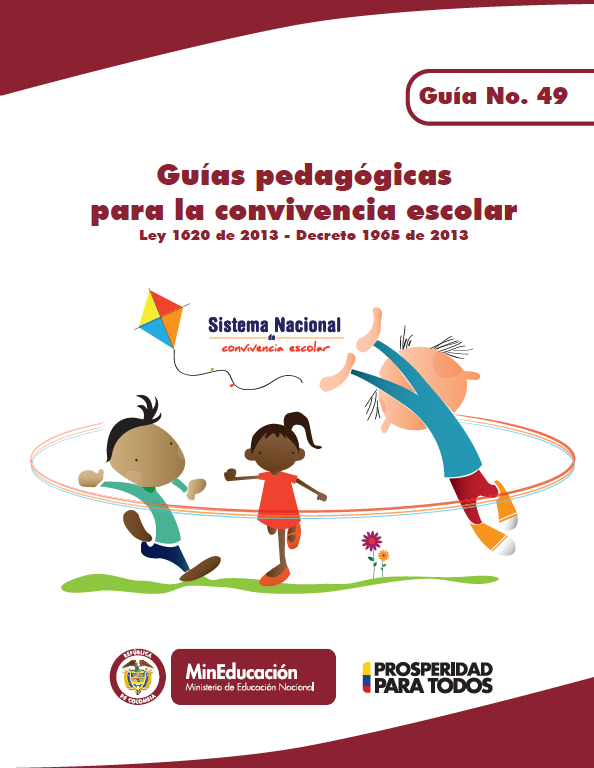 Guía No. 49
Guías pedagógicas
para la convivencia escolar
Ley 1620 de 2013 - Decreto 1965 de 2013
Sistema Nacional
de
convivencia escolar
REPÚBLICA
DE COLOMBIA
MinEducación
Ministerio de Educación Nacional
PROSPERIDAD
PARA TODOS